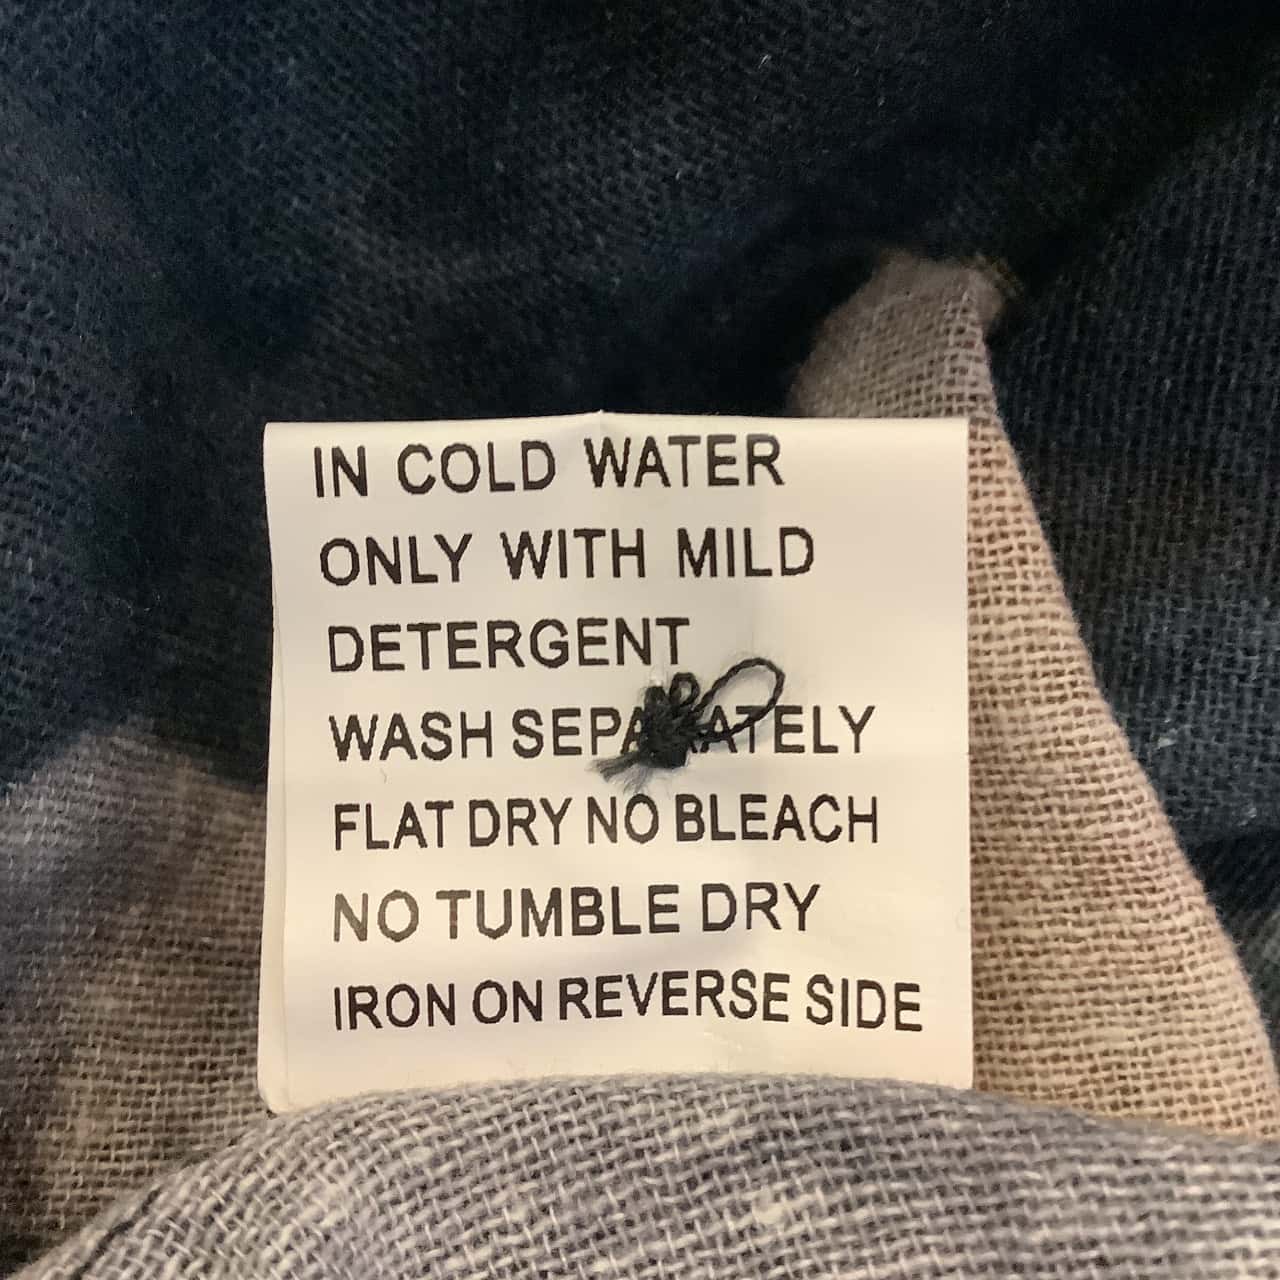 IN COLD WATER
ONLY WITH MILD
DETERGENT
WASH SEPARATELY
FLAT DRY NO BLEACH
NO TUMBLE DRY
IRON ON REVERSE SIDE